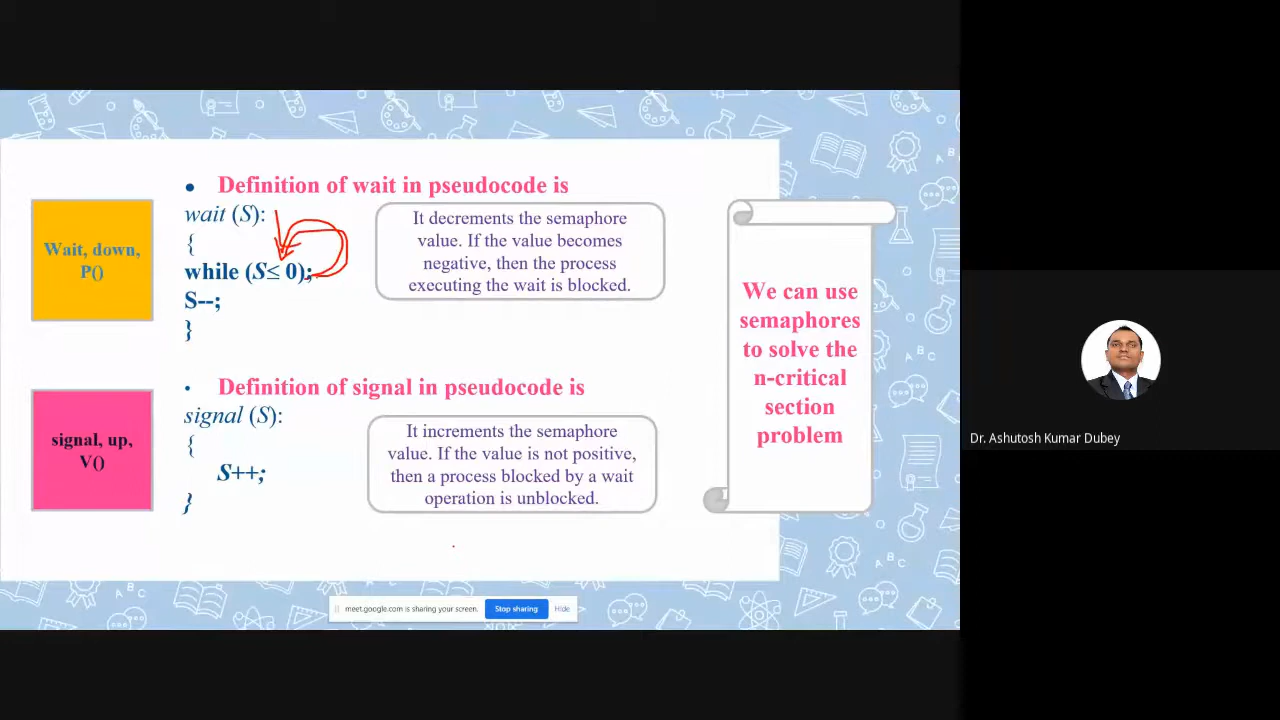 Definition of wait in pseudocode is
Wait, down,
P()
wait (S):
{
while (S≤ 0);
S--;
}
It decrements the semaphore
value. If the value becomes
negative, then the process
executing the wait is blocked.
Definition of signal in pseudocode is
signal, up,
V()
signal (S):
{
S++;
}
It increments the semaphore
value. If the value is not positive,
then a process blocked by a wait
operation is unblocked.
We can use
semaphores
to solve the
n-critical
section
problem
Dr. Ashutosh Kumar Dubey
meet.google.com is sharing your screen.
Stop sharing
Hide